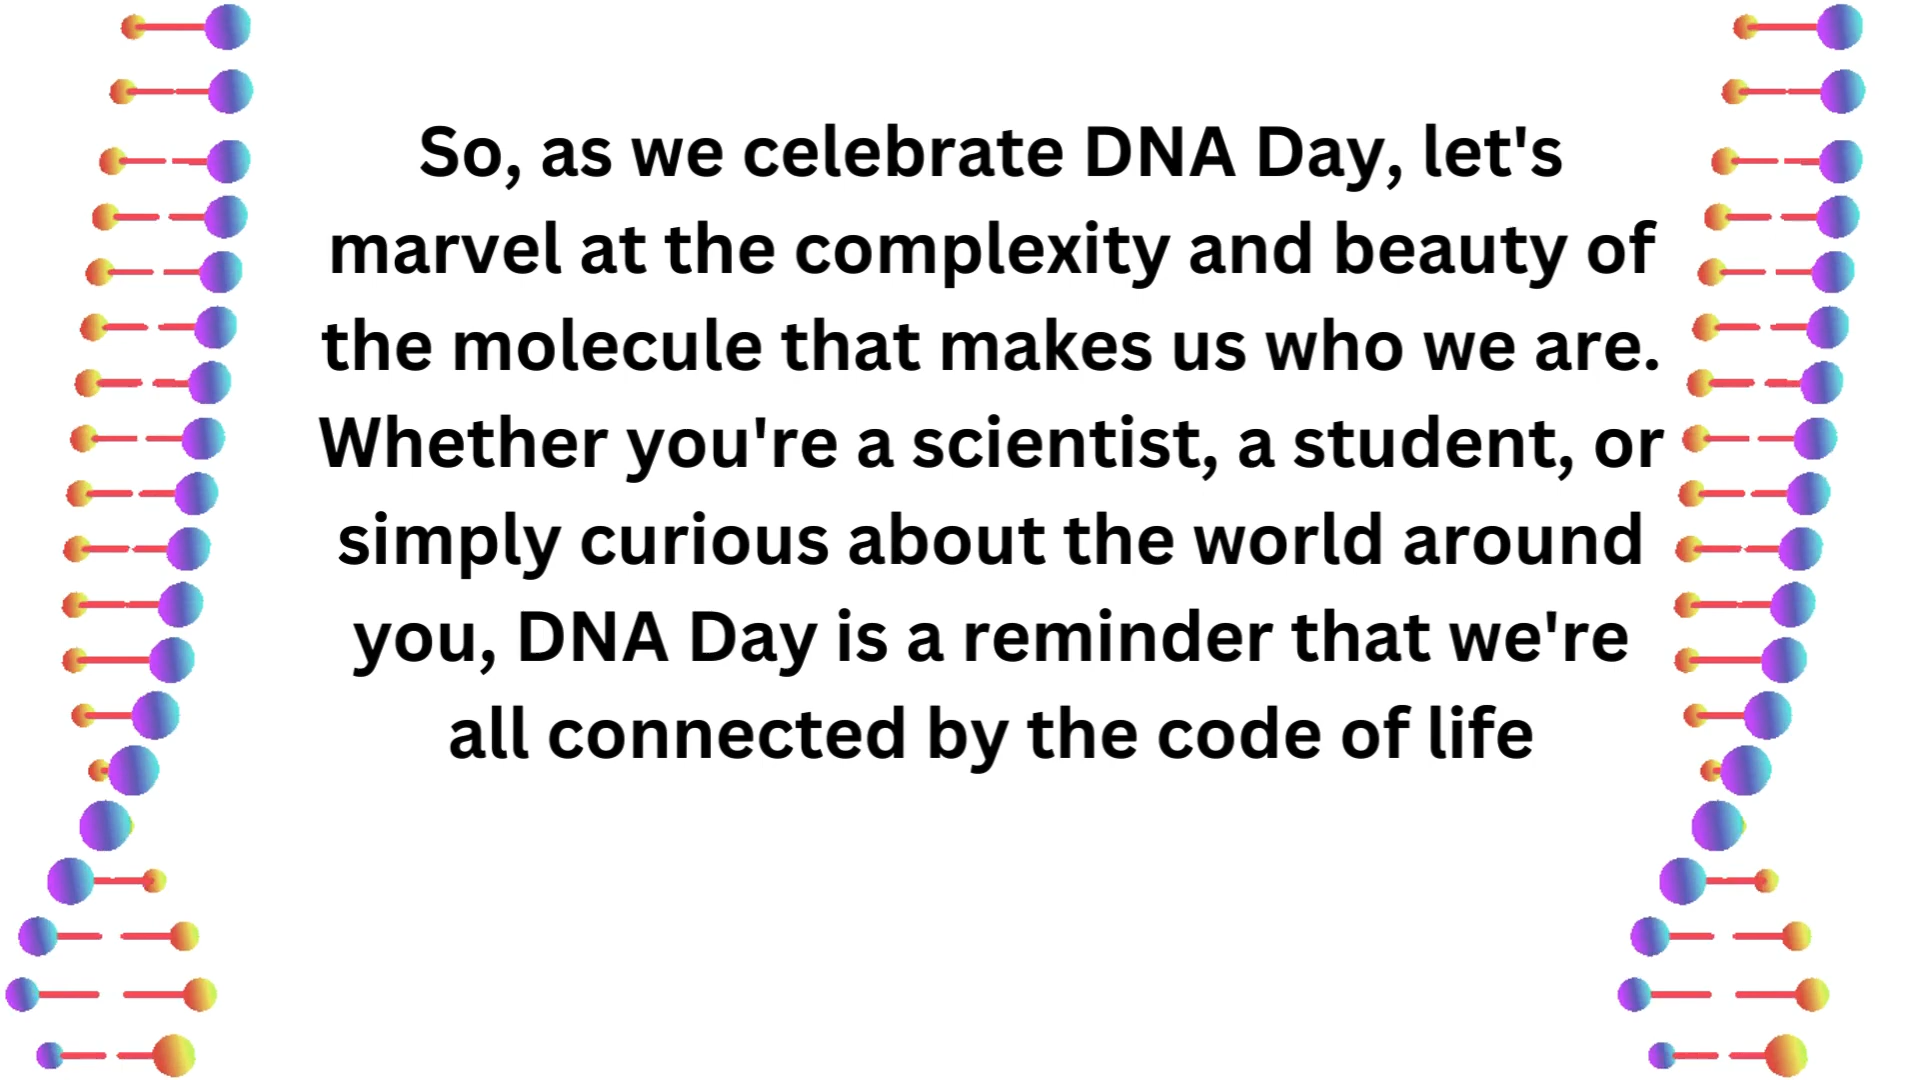 So, as we celebrate DNA Day, let's
marvel at the complexity and beauty of
the molecule that makes us who we are.
Whether you're a scientist, a student, or
simply curious about the world around
you, DNA Day is a reminder that we're
all connected by the code of life